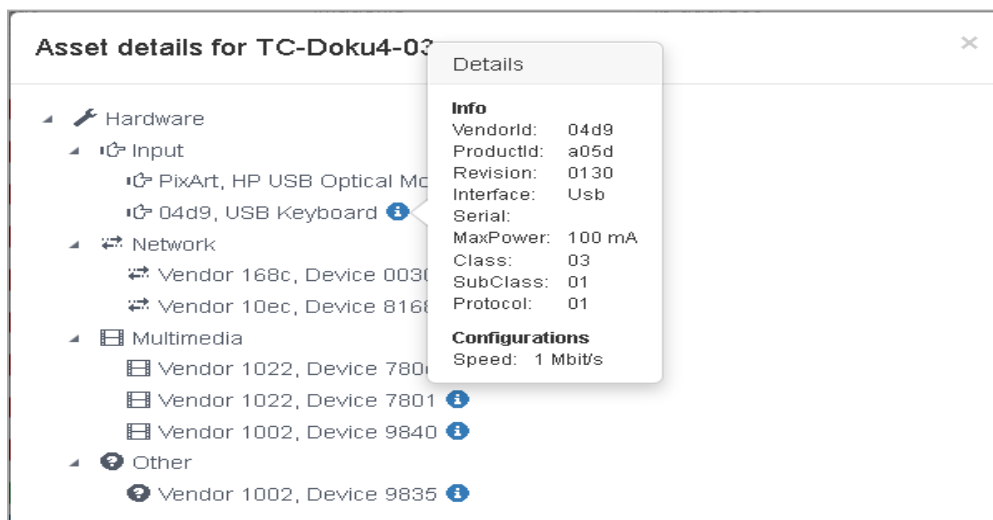 Asset details for TC-Doku4-03
×
Details
Info
VendorId: 04d9
ProductId: a05d
Revision: 0130
Interface: Usb
Serial:
MaxPower: 100 mA
Class: 03
SubClass: 01
Protocol: 01
Configurations
Speed: 1 Mbit/s
Hardware
Input
PixArt, HP USB Optical
04d9, USB Keyboard
Network
Vendor 168c, Device 0030
Vendor 10ec, Device 8168
Multimedia
Vendor 1022, Device
Vendor 1022, Device 7801
Vendor 1002, Device 9840
Other
Vendor 1002, Device 9835